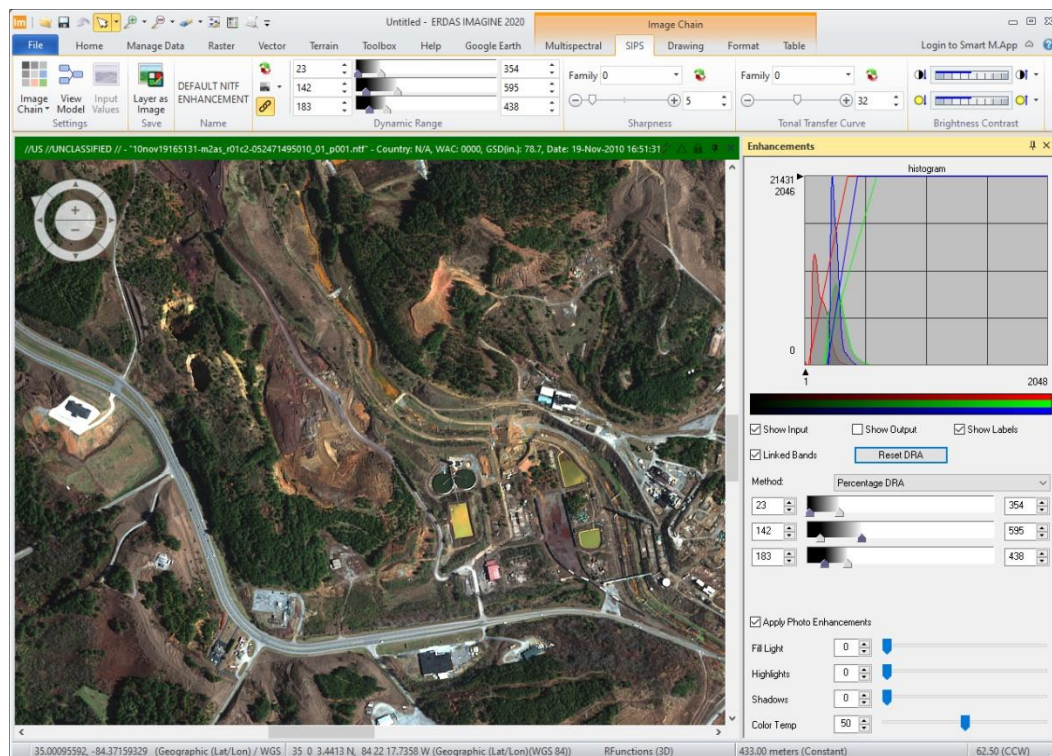 Untitled - ERDAS IMAGINE 2020
Image Chain
File Home Manage Data Raster Vector Terrain Toolbox Help Google Earth Multispectral SIPS Drawing Format Table Login to Smart M.App
Image Chain
View Model
Input Values
Settings
Layer as Image
Save
DEFAULT NITF ENHANCEMENT
Name
23 354
142 595
183 438
Dynamic Range
Family 0
5
Sharpness
Family 0
32
Tonal Transfer Curve
Brightness Contrast
//US //UNCLASSIFIED // - "10nov19165131-m2as_r01c2-052471495010_01_p001.ntf" - Country: N/A, WAC: 0000, GSD(in.): 78.7, Date: 19-Nov-2010 16:51:31
Enhancements
histogram
21431
2046
0
1 2048
Show Input Show Output Show Labels
Linked Bands Reset DRA
Method: Percentage DRA
23 354
142 595
183 438
Apply Photo Enhancements
Fill Light 0
Highlights 0
Shadows 0
Color Temp 50
35.00095592, -84.37159329 (Geographic (Lat/Lon) / WGS 35 0 3.4413 N, 84 22 17.7358 W (Geographic (Lat/Lon)(WGS 84)) RFunctions (3D) 433.00 meters (Constant) 62.50 (CCW)